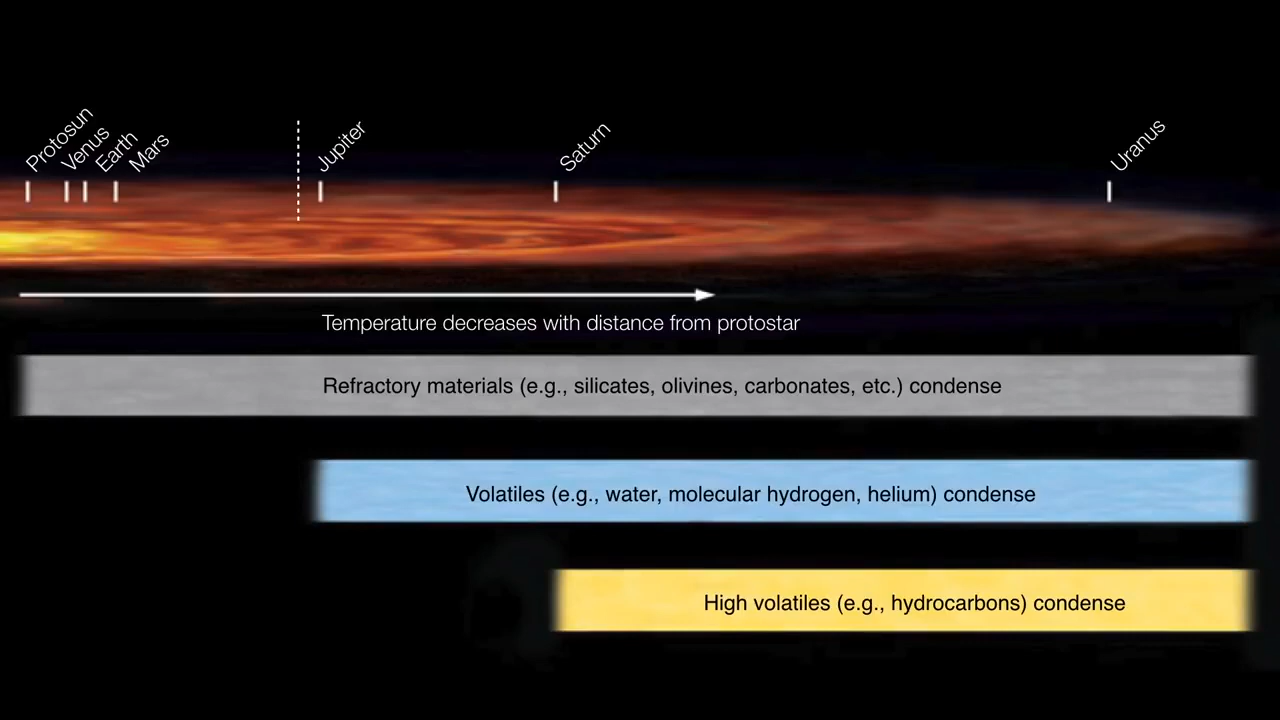 Protosun
Venus
Earth
Mars
Jupiter
Saturn
Uranus
Temperature decreases with distance from protostar
Refractory materials (e.g., silicates, olivines, carbonates, etc.) condense
Volatiles (e.g., water, molecular hydrogen, helium) condense
High volatiles (e.g., hydrocarbons) condense